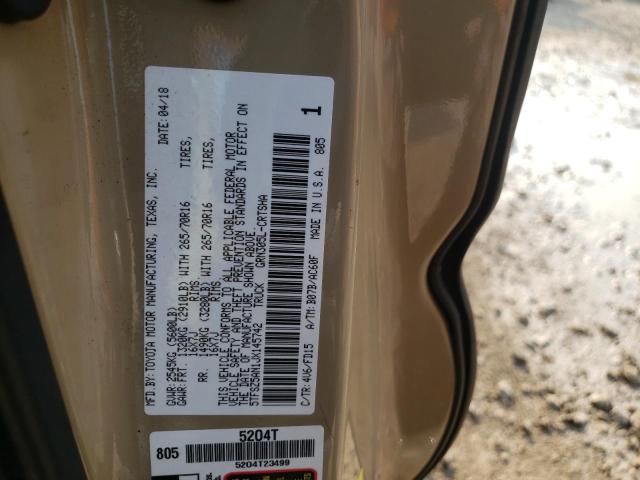 MFD.BY: TOYOTA MOTOR MANUFACTURING, TEXAS, INC. DATE: 04/18
GVWR: 2545KG (5600LB)
GAWR: FRT. 1320KG (2910LB) WITH 265/70R16 TIRES,
16X7J RIMS
RR. 1490KG (3280LB) WITH 265/70R16 TIRES,
16X7J RIMS
THIS VEHICLE CONFORMS TO ALL APPLICABLE FEDERAL MOTOR
VEHICLE SAFETY AND THEFT PREVENTION STANDARDS IN EFFECT ON
THE DATE OF MANUFACTURE SHOWN ABOVE.
5TFSZ5AN1JX145742 TRUCK GRN305L-CRTSHA
C/TR: 4V6/FD15 A/TM: B07B/AC60F MADE IN U.S.A. 805 1
805 5204T
5204T23499